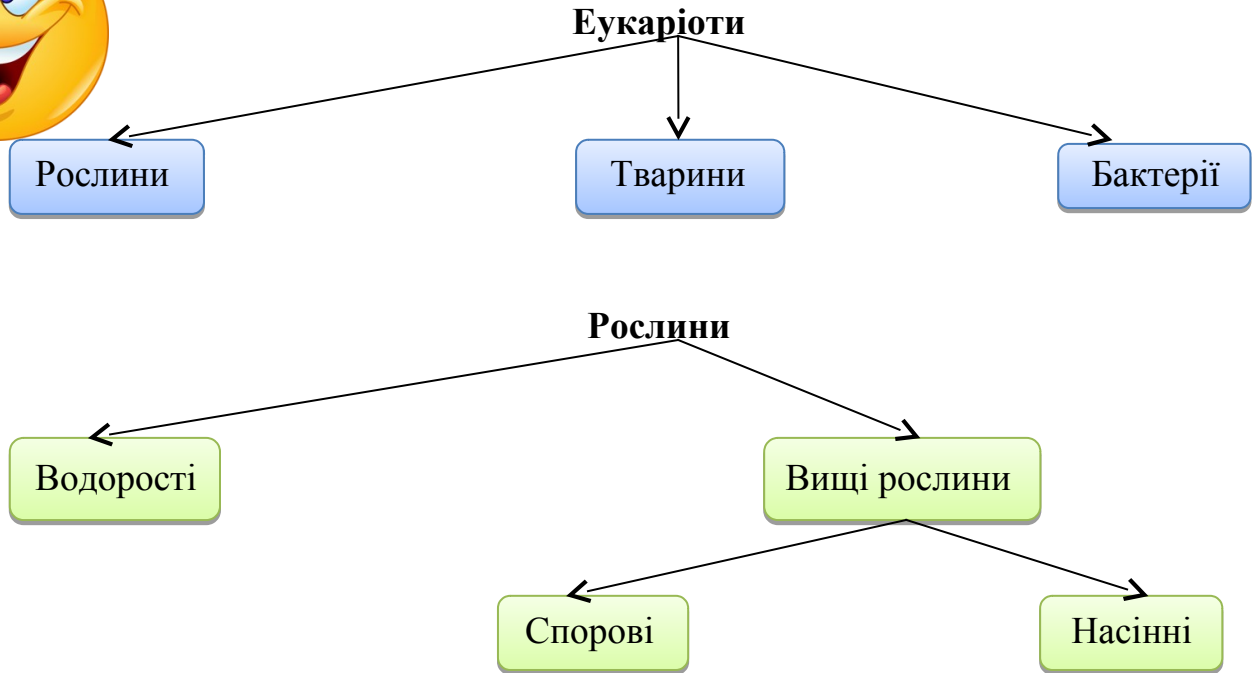 Еукаріоти
Рослини Тварини Бактерії
Рослини
Водорості Вищі рослини
Спорові Насінні